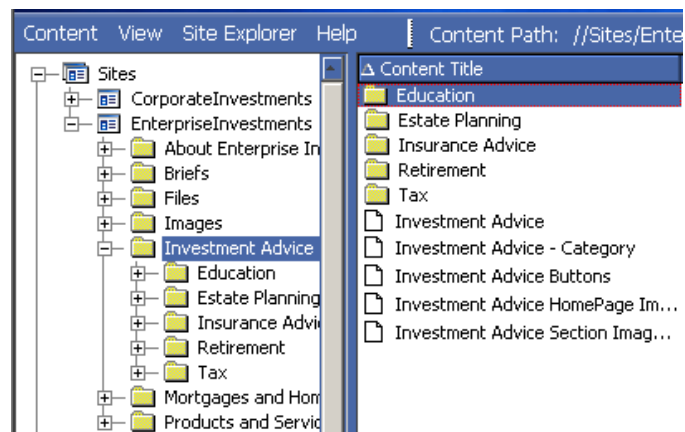 Content View Site Explorer Help Content Path: //Sites/Ente
Sites
CorporateInvestments
EnterpriseInvestments
About Enterprise In
Briefs
Files
Images
Investment Advice
Education
Estate Planning
Insurance Advi
Retirement
Tax
Mortgages and Hom
Products and Servic
Content Title
Education
Estate Planning
Insurance Advice
Retirement
Tax
Investment Advice
Investment Advice - Category
Investment Advice Buttons
Investment Advice HomePage Im...
Investment Advice Section Imag...